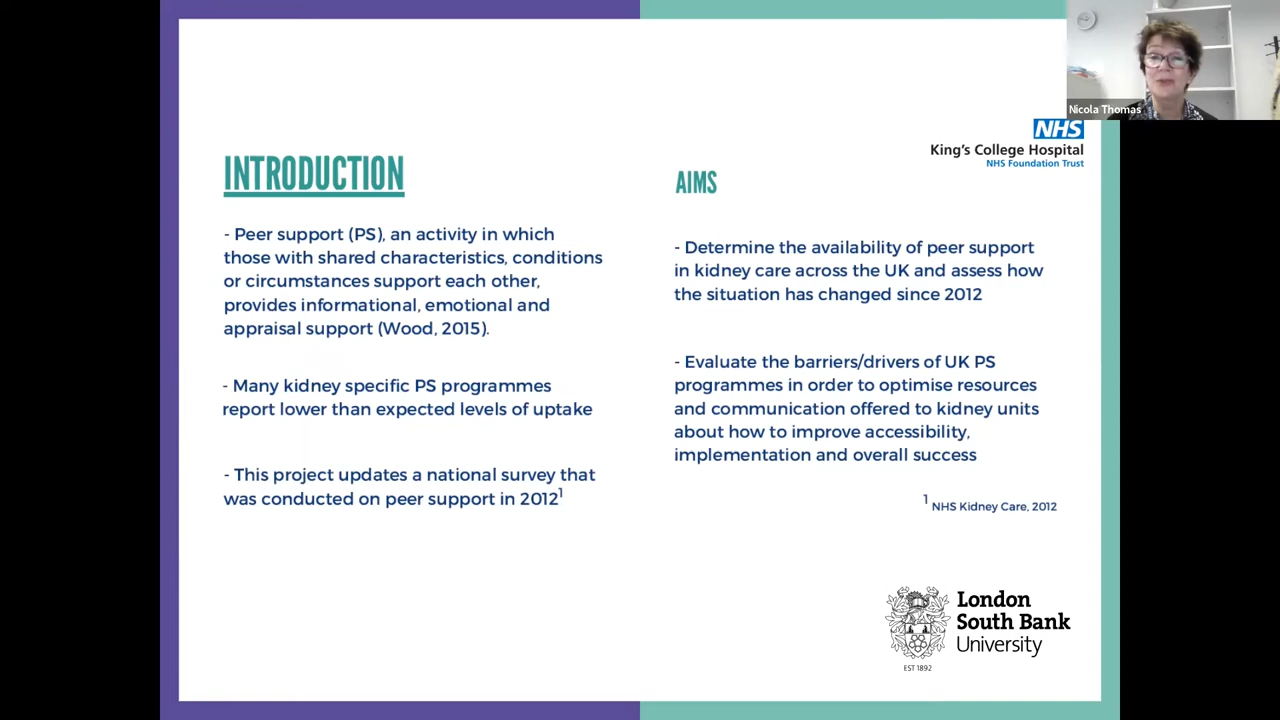 Nicola Thomas
NHS
King's College Hospital
NHS Foundation Trust
INTRODUCTION
- Peer support (PS), an activity in which
those with shared characteristics, conditions
or circumstances support each other,
provides informational, emotional and
appraisal support (Wood, 2015).
- Many kidney specific PS programmes
report lower than expected levels of uptake
- This project updates a national survey that
was conducted on peer support in 2012¹
AIMS
- Determine the availability of peer support
in kidney care across the UK and assess how
the situation has changed since 2012
- Evaluate the barriers/drivers of UK PS
programmes in order to optimise resources
and communication offered to kidney units
about how to improve accessibility,
implementation and overall success
¹ NHS Kidney Care, 2012
London
South Bank
University
EST 1892